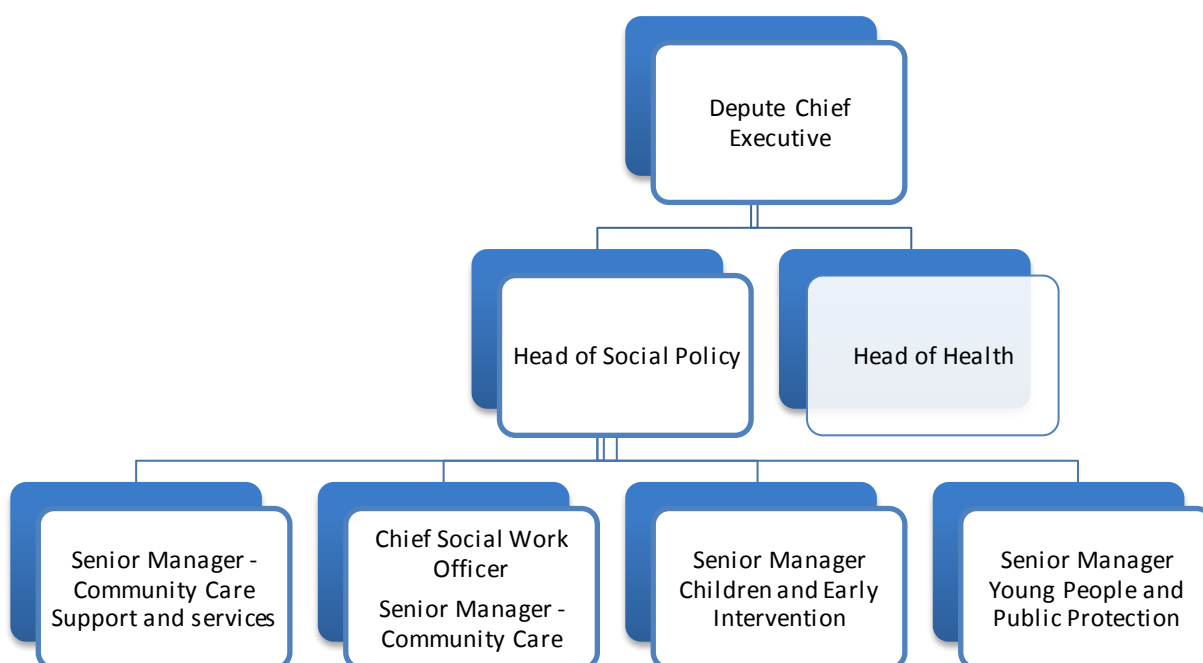 Depute Chief
Executive
Head of Social Policy
Head of Health
Senior Manager -
Community Care
Support and services
Chief Social Work
Officer
Senior Manager -
Community Care
Senior Manager
Children and Early
Intervention
Senior Manager
Young People and
Public Protection